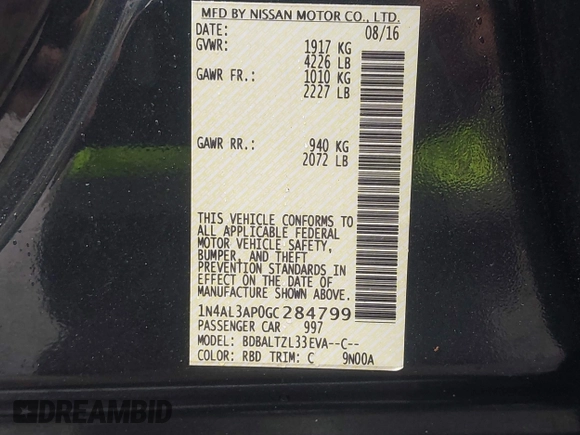 MFD BY NISSAN MOTOR CO., LTD.
DATE: 08/16
GVWR: 1917 KG
4226 LB
GAWR FR.: 1010 KG
2227 LB
GAWR RR.: 940 KG
2072 LB
THIS VEHICLE CONFORMS TO
ALL APPLICABLE FEDERAL
MOTOR VEHICLE SAFETY,
BUMPER, AND THEFT
PREVENTION STANDARDS IN
EFFECT ON THE DATE OF
MANUFACTURE SHOWN ABOVE.
1N4AL3AP0GC284799
PASSENGER CAR 997
MODEL: BDBALTZL33EVA--C--
COLOR: RBD TRIM: C 9N00A
DREAMBID